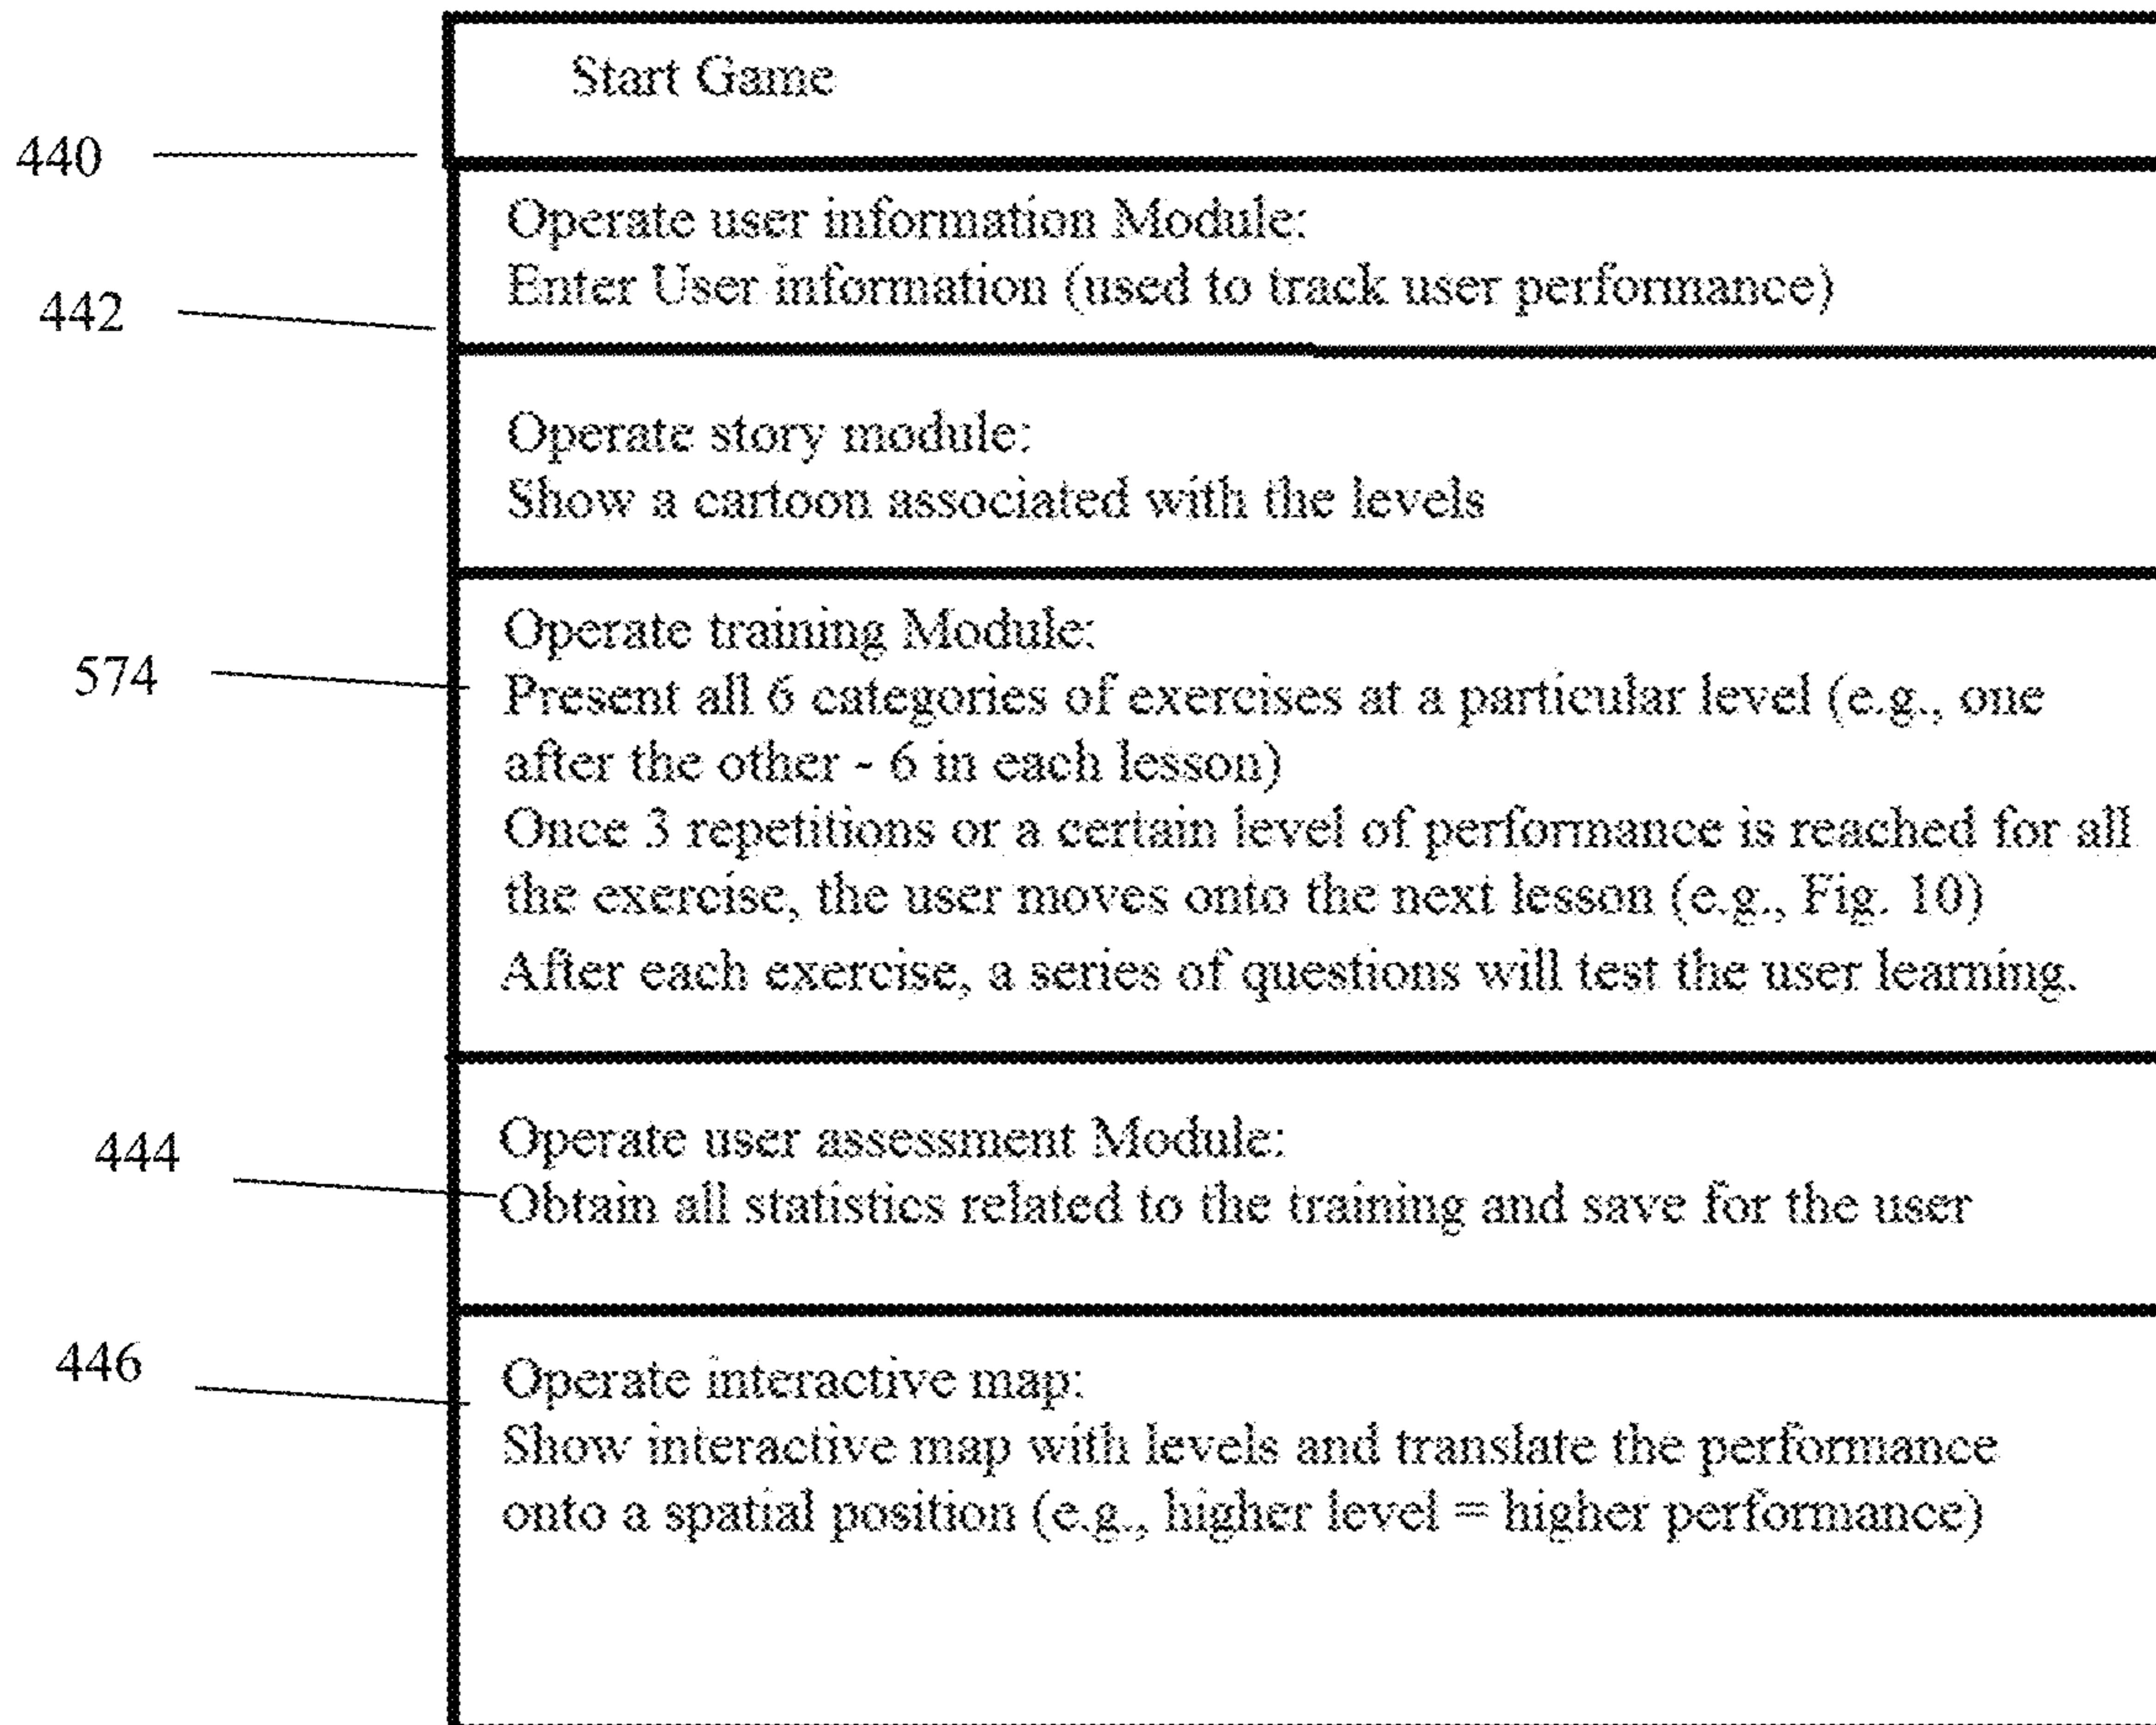 Start Game
440
Operate user information Module:
Enter User information (used to track user performance)
442
Operate story module:
Show a cartoon associated with the levels
Operate training Module:
574
Present all 6 categories of exercises at a particular level (e.g., one
after the other - 6 in each lesson)
Once 3 repetitions or a certain level of performance is reached for all
the exercise, the user moves onto the next lesson (e.g., Fig. 10)
After each exercise, a series of questions will test the user learning.
Operate user assessment Module:
444
Obtain all statistics related to the training and save for the user
446
Operate interactive map:
Show interactive map with levels and translate the performance
onto a spatial position (e.g., higher level = higher performance)